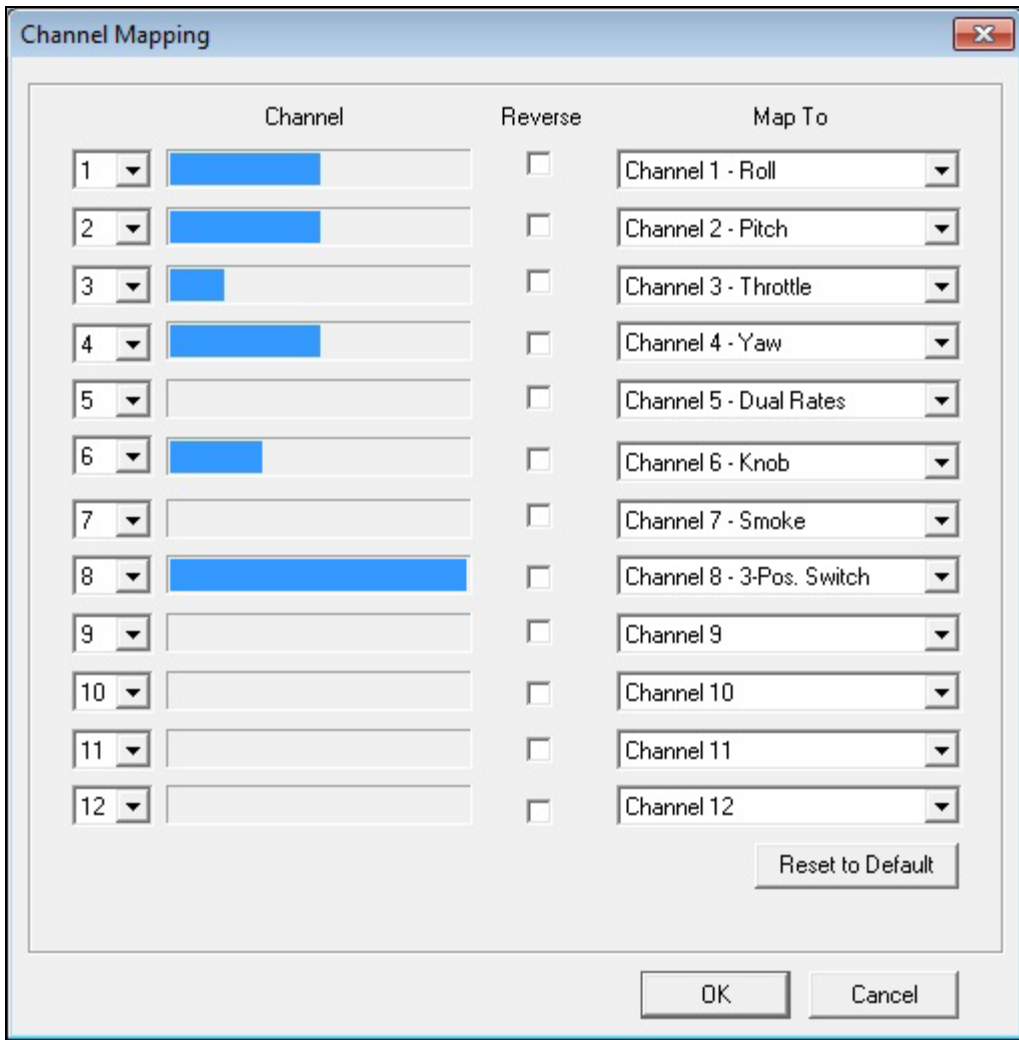 Channel Mapping
Channel Reverse Map To
1 Channel 1 - Roll
2 Channel 2 - Pitch
3 Channel 3 - Throttle
4 Channel 4 - Yaw
5 Channel 5 - Dual Rates
6 Channel 6 - Knob
7 Channel 7 - Smoke
8 Channel 8 - 3-Pos. Switch
9 Channel 9
10 Channel 10
11 Channel 11
12 Channel 12
Reset to Default
OK Cancel